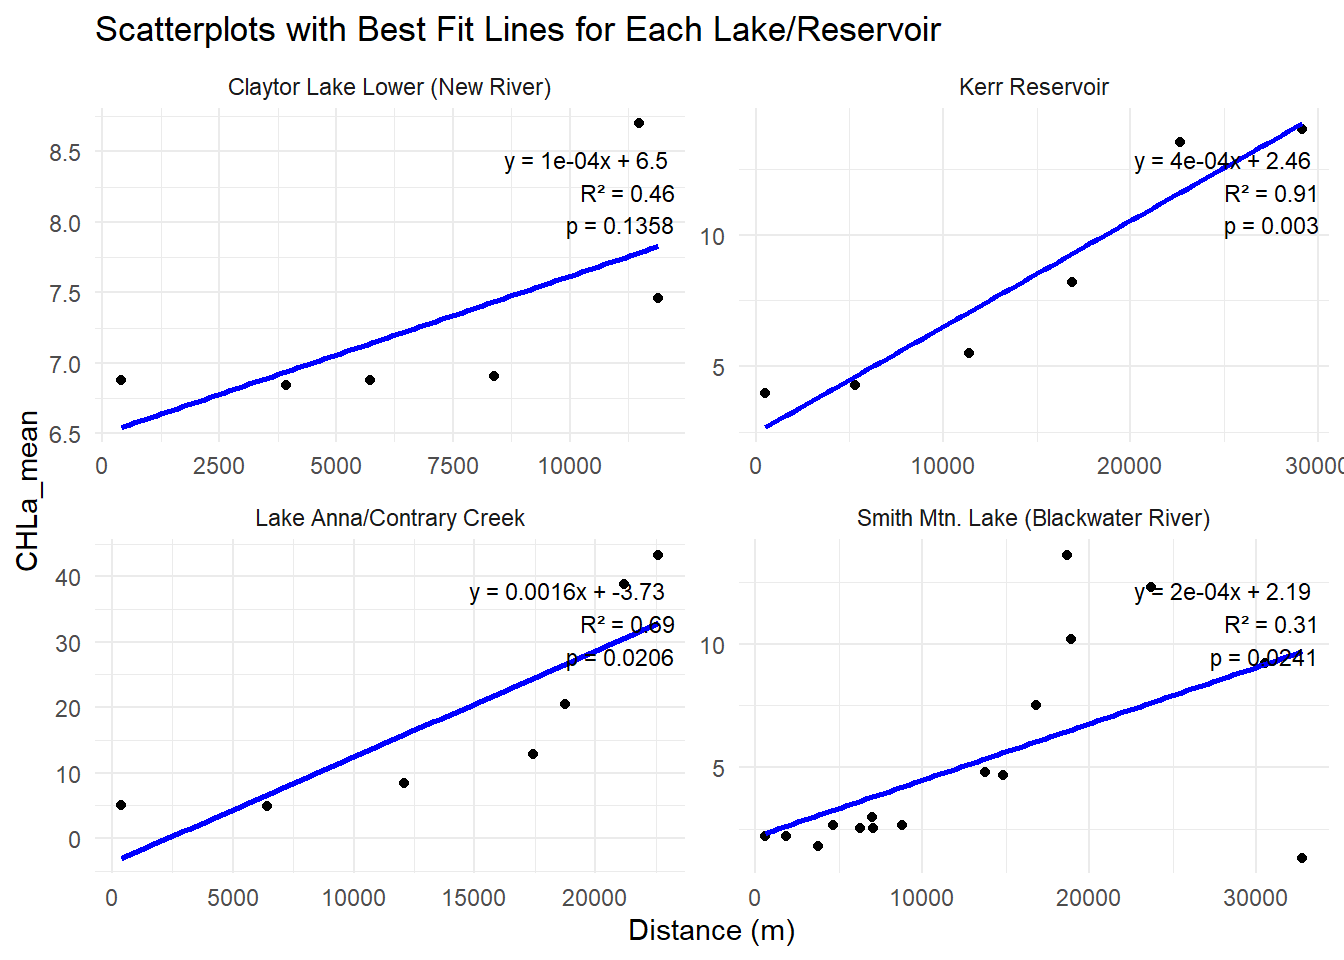 Scatterplots with Best Fit Lines for Each Lake/Reservoir
Claytor Lake Lower (New River)
8.5
8.0
7.5
7.0
6.5
y = 1e-04x + 6.5
R² = 0.46
p = 0.1358
0 2500 5000 7500 10000
Kerr Reservoir
10
5
y = 4e-04x + 2.46
R² = 0.91
p = 0.003
0 10000 20000 30000
CHLa_mean
Lake Anna/Contrary Creek
40
30
20
10
0
y = 0.0016x + -3.73
R² = 0.69
p = 0.0206
0 5000 10000 15000 20000
Smith Mtn. Lake (Blackwater River)
10
5
y = 2e-04x + 2.19
R² = 0.31
p = 0.0241
0 10000 20000 30000
Distance (m)